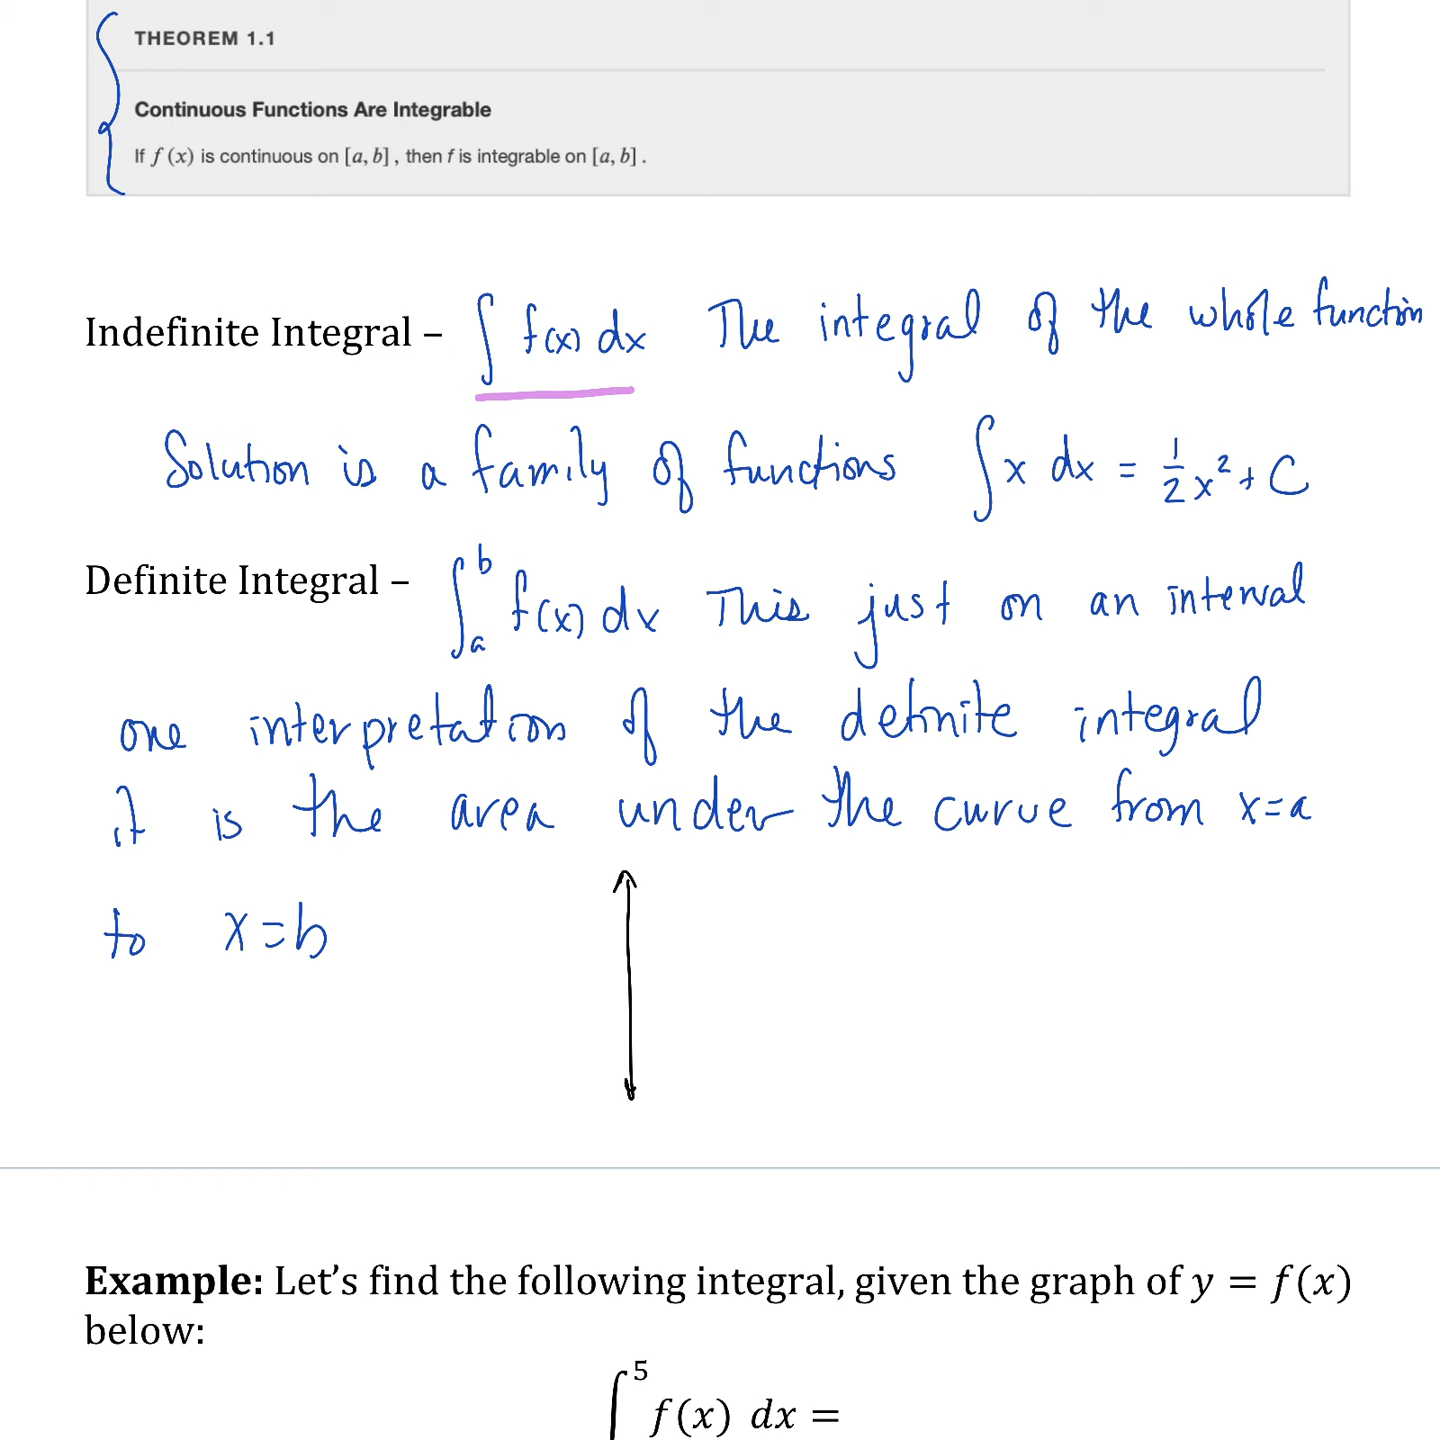 THEOREM 1.1
Continuous Functions Are Integrable
If f (x) is continuous on [a, b] , then f is integrable on [a, b] .
Indefinite Integral – ∫ f(x) dx The integral of the whole function
Solution is a family of functions ∫ x dx = 1/2 x² + C
Definite Integral – ∫ₐᵇ f(x) dx This just on an interval
one interpretation of the definite integral
it is the area under the curve from x=a
to x=b
Example: Let’s find the following integral, given the graph of y = f(x)
below:
∫⁵ f(x) dx =